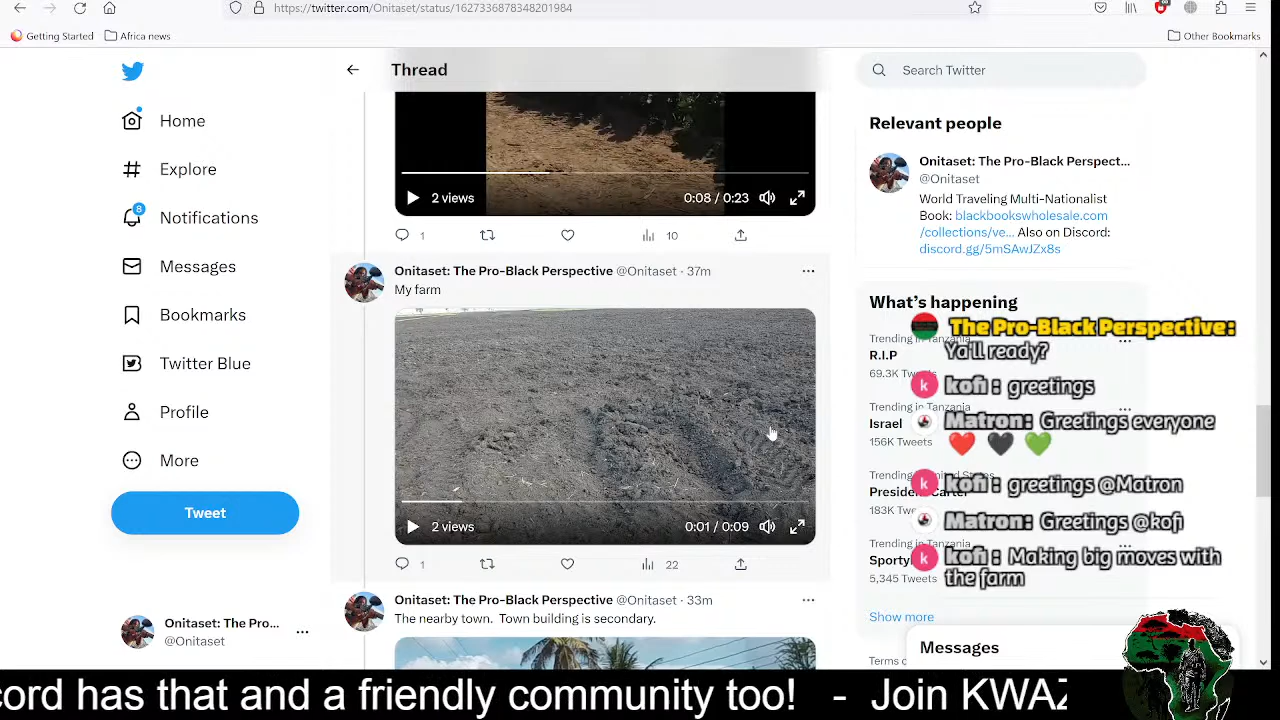 https://twitter.com/Onitaset/status/1627336878348201984
Getting Started
Africa news
Other Bookmarks
Home
Explore
8
Notifications
Messages
Bookmarks
Twitter Blue
Profile
More
Tweet
Onitaset: The Pro...
@Onitaset
Thread
2 views
0:08 / 0:23
1
10
Onitaset: The Pro-Black Perspective @Onitaset · 37m
My farm
2 views
0:01 / 0:09
1
22
Onitaset: The Pro-Black Perspective @Onitaset · 33m
The nearby town. Town building is secondary.
Search Twitter
Relevant people
Onitaset: The Pro-Black Perspect...
@Onitaset
World Traveling Multi-Nationalist
Book: blackbookswholesale.com
/collections/ve... Also on Discord:
discord.gg/5mSAwJZx8s
What's happening
Trending in Tanzania
R.I.P
69.3K Tweets
Trending in Tanzania
Israel
156K Tweets
Trending
President Carter
183K
Trending in Tanzania
Sporty
5,345 Tweets
Show more
Terms
The Pro-Black Perspective:
Ya'll ready?
kofi : greetings
Matron: Greetings everyone
kofi : greetings @Matron
Matron: Greetings @kofi
kofi : Making big moves with
the farm
Messages
cord has that and a friendly community too! - Join KWAZ